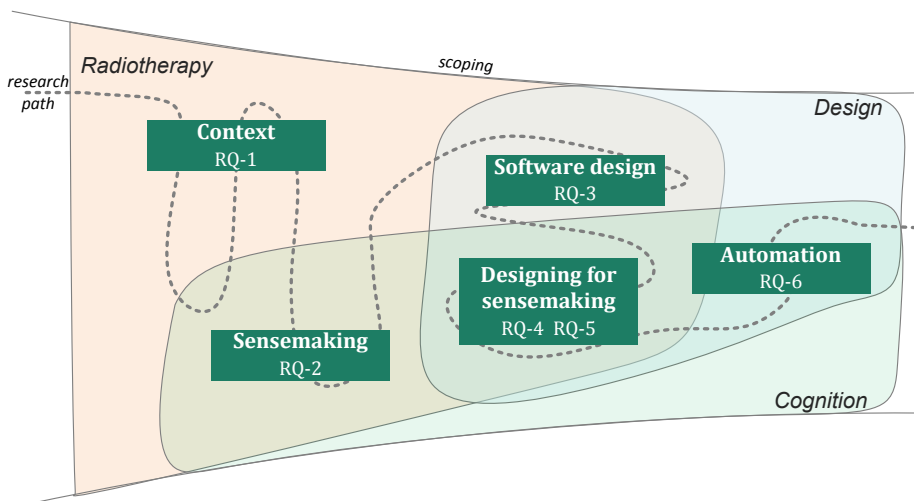 Radiotherapy
scoping
research
path
Design
Context
RQ-1
Software design
RQ-3
Automation
RQ-6
Designing for
sensemaking
RQ-4 RQ-5
Sensemaking
RQ-2
Cognition